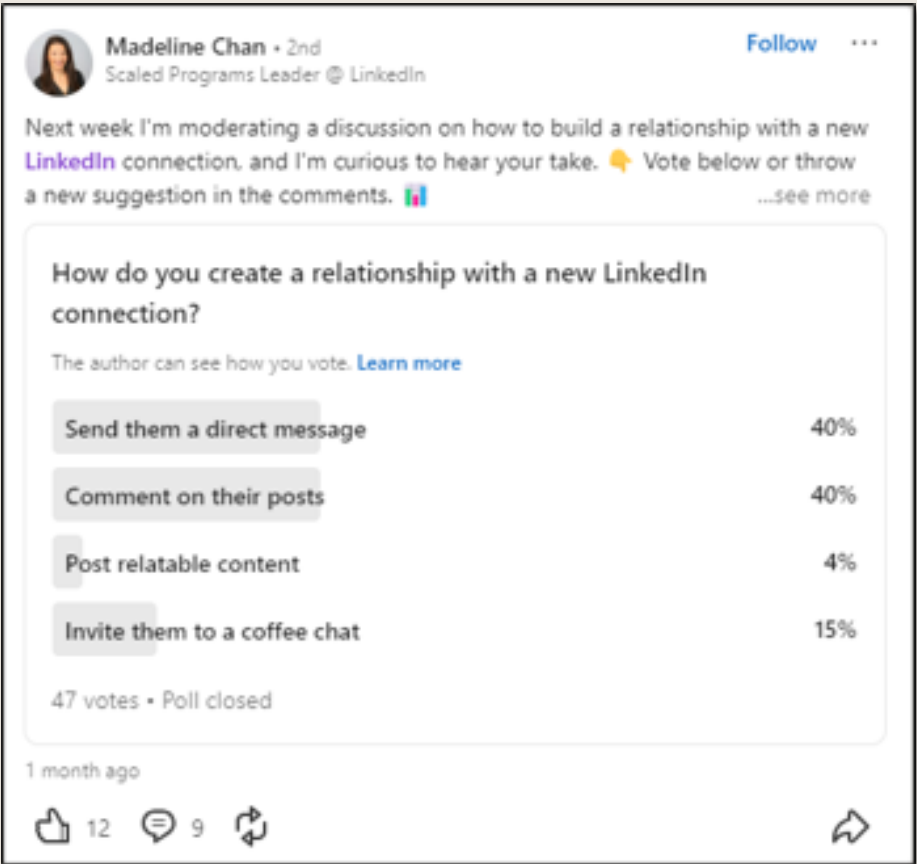 Madeline Chan • 2nd
Follow ...
Scaled Programs Leader @ LinkedIn
Next week I'm moderating a discussion on how to build a relationship with a new
LinkedIn connection, and I'm curious to hear your take. 👇 Vote below or throw
a new suggestion in the comments. 📊
...see more
How do you create a relationship with a new LinkedIn
connection?
The author can see how you vote. Learn more
Send them a direct message 40%
Comment on their posts 40%
Post relatable content 4%
Invite them to a coffee chat 15%
47 votes • Poll closed
1 month ago
12 9